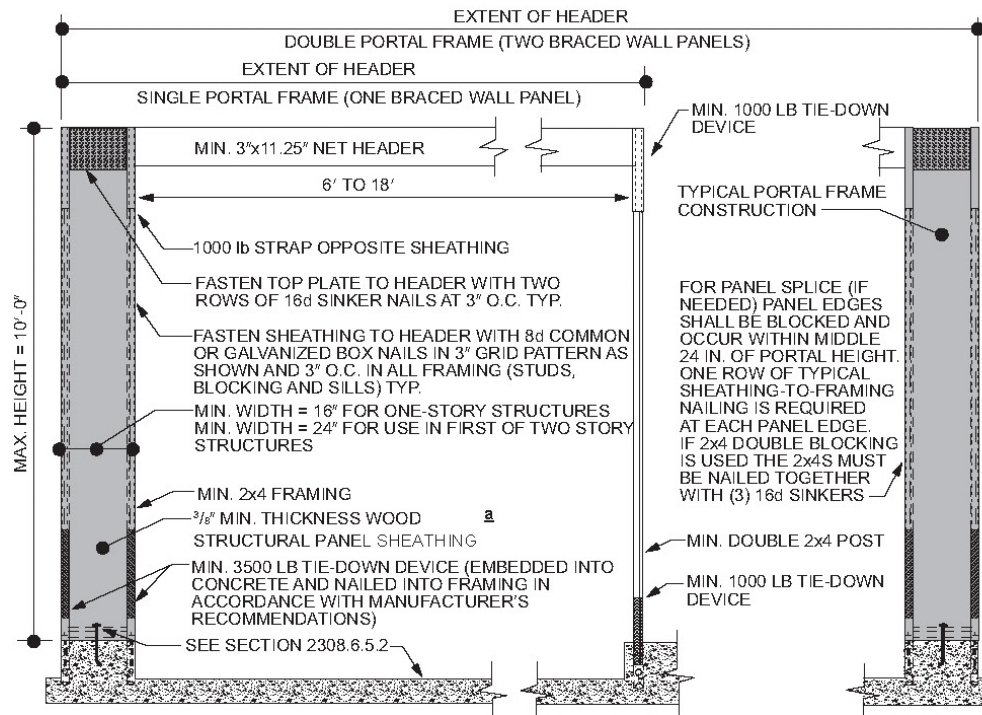 EXTENT OF HEADER
DOUBLE PORTAL FRAME (TWO BRACED WALL PANELS)
EXTENT OF HEADER
SINGLE PORTAL FRAME (ONE BRACED WALL PANEL)
MIN. 3"x11.25" NET HEADER
6' TO 18'
1000 lb STRAP OPPOSITE SHEATHING
FASTEN TOP PLATE TO HEADER WITH TWO
ROWS OF 16d SINKER NAILS AT 3" O.C. TYP.
FASTEN SHEATHING TO HEADER WITH 8d COMMON
OR GALVANIZED BOX NAILS IN 3" GRID PATTERN AS
SHOWN AND 3" O.C. IN ALL FRAMING (STUDS,
BLOCKING AND SILLS) TYP.
MIN. WIDTH = 16" FOR ONE-STORY STRUCTURES
MIN. WIDTH = 24" FOR USE IN FIRST OF TWO STORY
STRUCTURES
MIN. 2x4 FRAMING
3/8" MIN. THICKNESS WOOD a
STRUCTURAL PANEL SHEATHING
MIN. 3500 LB TIE-DOWN DEVICE (EMBEDDED INTO
CONCRETE AND NAILED INTO FRAMING IN
ACCORDANCE WITH MANUFACTURER'S
RECOMMENDATIONS)
SEE SECTION 2308.6.5.2
MAX. HEIGHT = 10'-0"
MIN. 1000 LB TIE-DOWN
DEVICE
TYPICAL PORTAL FRAME
CONSTRUCTION
FOR PANEL SPLICE (IF
NEEDED) PANEL EDGES
SHALL BE BLOCKED AND
OCCUR WITHIN MIDDLE
24 IN. OF PORTAL HEIGHT.
ONE ROW OF TYPICAL
SHEATHING-TO-FRAMING
NAILING IS REQUIRED
AT EACH PANEL EDGE.
IF 2x4 DOUBLE BLOCKING
IS USED THE 2x4S MUST
BE NAILED TOGETHER
WITH (3) 16d SINKERS
MIN. DOUBLE 2x4 POST
MIN. 1000 LB TIE-DOWN
DEVICE